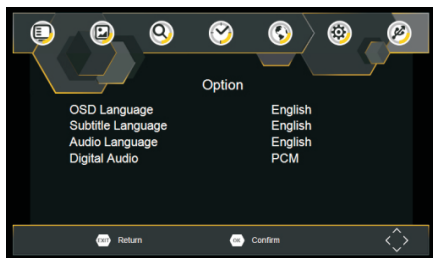 Option
OSD Language English
Subtitle Language English
Audio Language English
Digital Audio PCM
EXIT Return OK Confirm